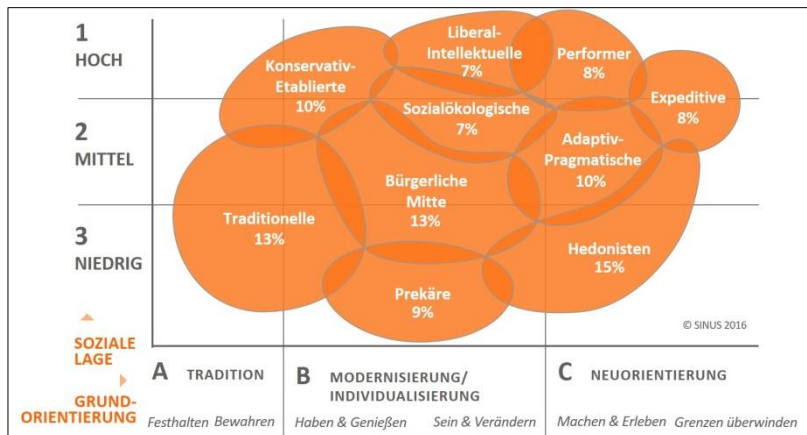 1
HOCH
2
MITTEL
3
NIEDRIG
Konservativ-
Etablierte
10%
Liberal-
Intellektuelle
7%
Performer
8%
Expeditive
8%
Sozialökologische
7%
Adaptiv-
Pragmatische
10%
Bürgerliche
Mitte
13%
Traditionelle
13%
Hedonisten
15%
Prekäre
9%
© SINUS 2016
SOZIALE
LAGE
GRUND-
ORIENTIERUNG
A TRADITION
Festhalten Bewahren
B MODERNISIERUNG/
INDIVIDUALISIERUNG
Haben & Genießen Sein & Verändern
C NEUORIENTIERUNG
Machen & Erleben Grenzen überwinden